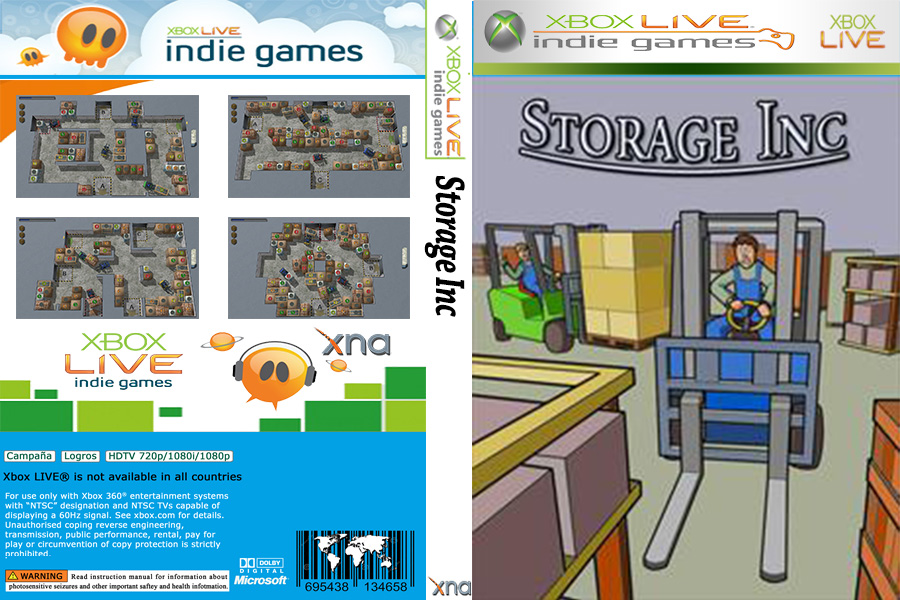 XBOX LIVE
indie games
XBOX LIVE
indie games
Storage Inc
xna
XBOX LIVE
indie games
XBOX
LIVE
STORAGE INC
XBOX
LIVE
indie games
xna
Campaña Logros HDTV 720p/1080i/1080p
Xbox LIVE® is not available in all countries
For use only with Xbox 360® entertainment systems
with "NTSC" designation and NTSC TVs capable of
displaying a 60Hz signal. See xbox.com for details.
Unauthorised coping reverse engineering,
transmission, public performance, rental, pay for
play or circumvention of copy protection is strictly
prohibited.
WARNING Read instruction manual for information about
photosensitive seizures and other important saftey and health infotmation.
DOLBY
DIGITAL
Microsoft
695438 134658